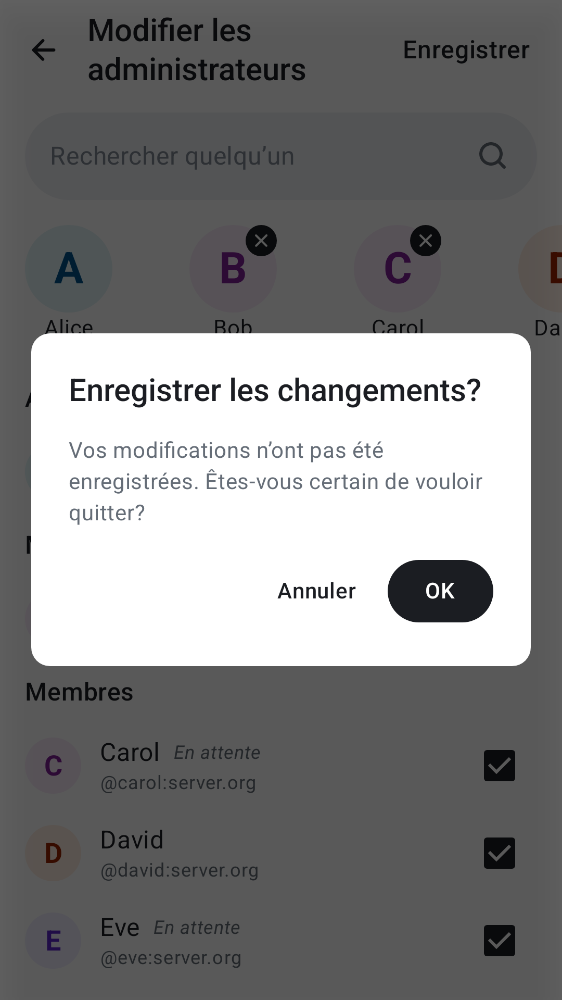 Modifier les
administrateurs
Enregistrer
Rechercher quelqu’un
A
B
C
Alice
Bob
Carol
Da
Enregistrer les changements?
Vos modifications n’ont pas été
enregistrées. Êtes-vous certain de vouloir
quitter?
Annuler
OK
Membres
C
Carol En attente
@carol:server.org
D
David
@david:server.org
E
Eve En attente
@eve:server.org